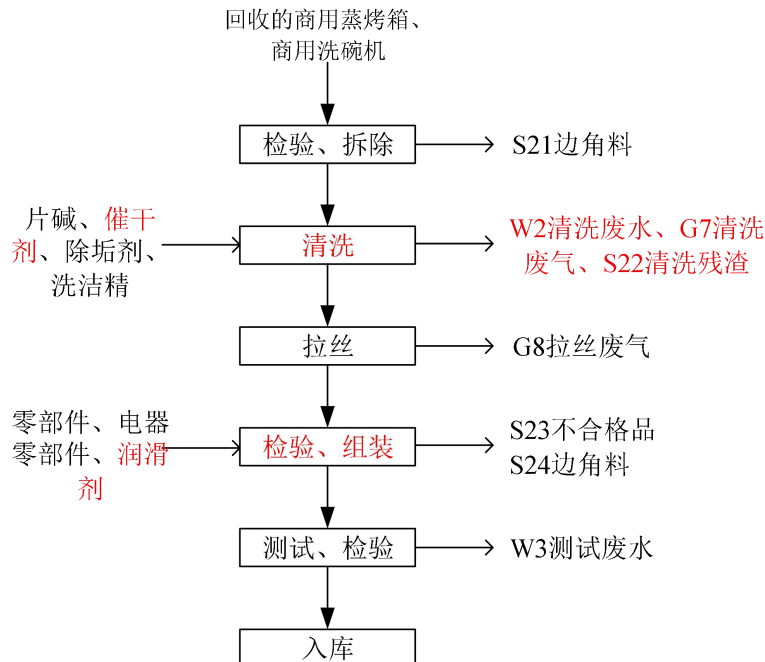 回收的商用蒸烤箱、
商用洗碗机
检验、拆除
S21边角料
片碱、催干
剂、除垢剂、
洗洁精
清洗
W2清洗废水、G7清洗
废气、S22清洗残渣
拉丝
G8拉丝废气
零部件、电器
零部件、润滑
剂
检验、组装
S23不合格品
S24边角料
测试、检验
W3测试废水
入库